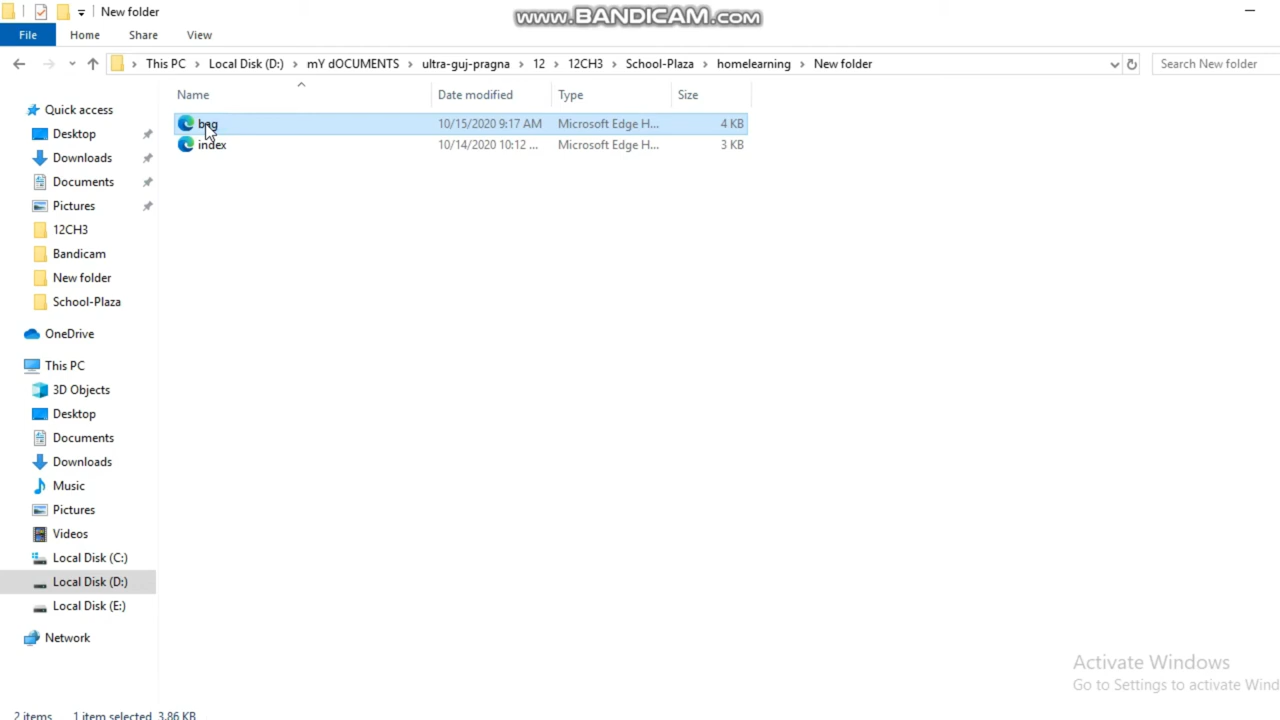 New folder
www.BANDICAM.com
File Home Share View
This PC Local Disk (D:) mY dOCUMENTS ultra-guj-pragna 12 12CH3 School-Plaza homelearning New folder
Search New folder
Name Date modified Type Size
bag 10/15/2020 9:17 AM Microsoft Edge H... 4 KB
index 10/14/2020 10:12 ... Microsoft Edge H... 3 KB
Quick access
Desktop
Downloads
Documents
Pictures
12CH3
Bandicam
New folder
School-Plaza
OneDrive
This PC
3D Objects
Desktop
Documents
Downloads
Music
Pictures
Videos
Local Disk (C:)
Local Disk (D:)
Local Disk (E:)
Network
Activate Windows
Go to Settings to activate Wind
2 items 1 item selected 3.86 KB